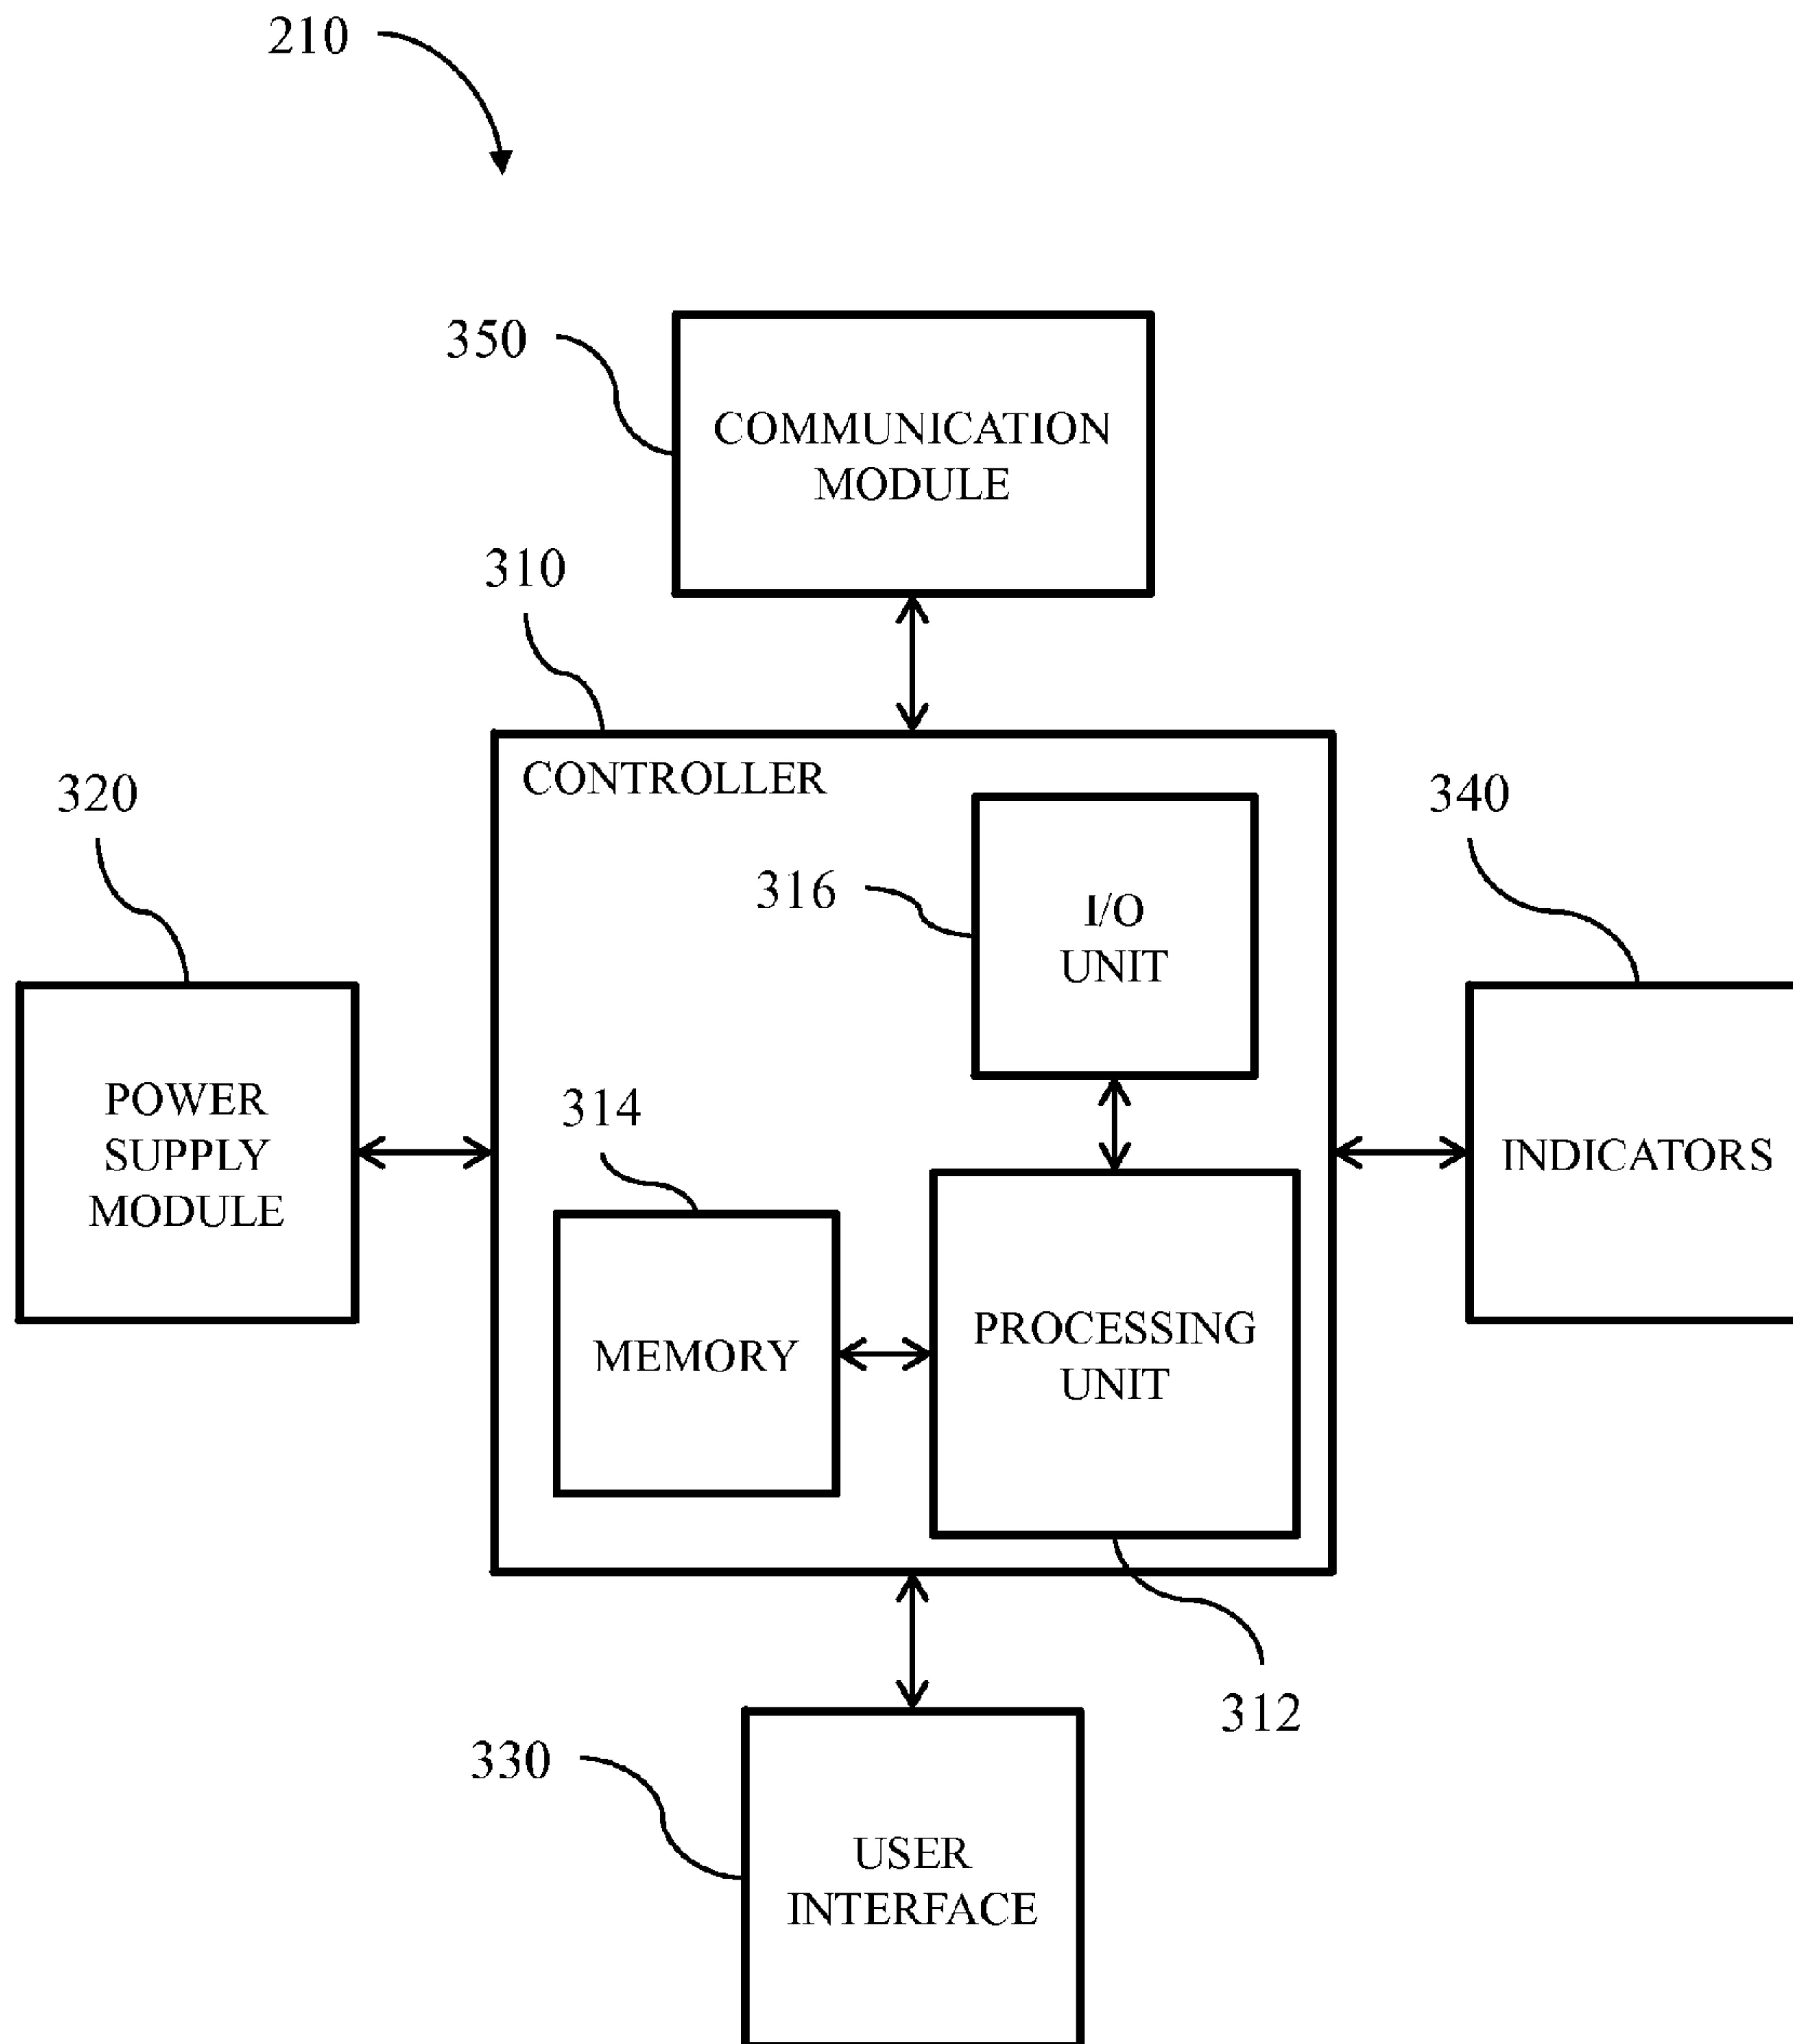 210
350
COMMUNICATION
MODULE
310
CONTROLLER
320
340
316
I/O
UNIT
POWER
SUPPLY
MODULE
314
INDICATORS
MEMORY
PROCESSING
UNIT
312
330
USER
INTERFACE